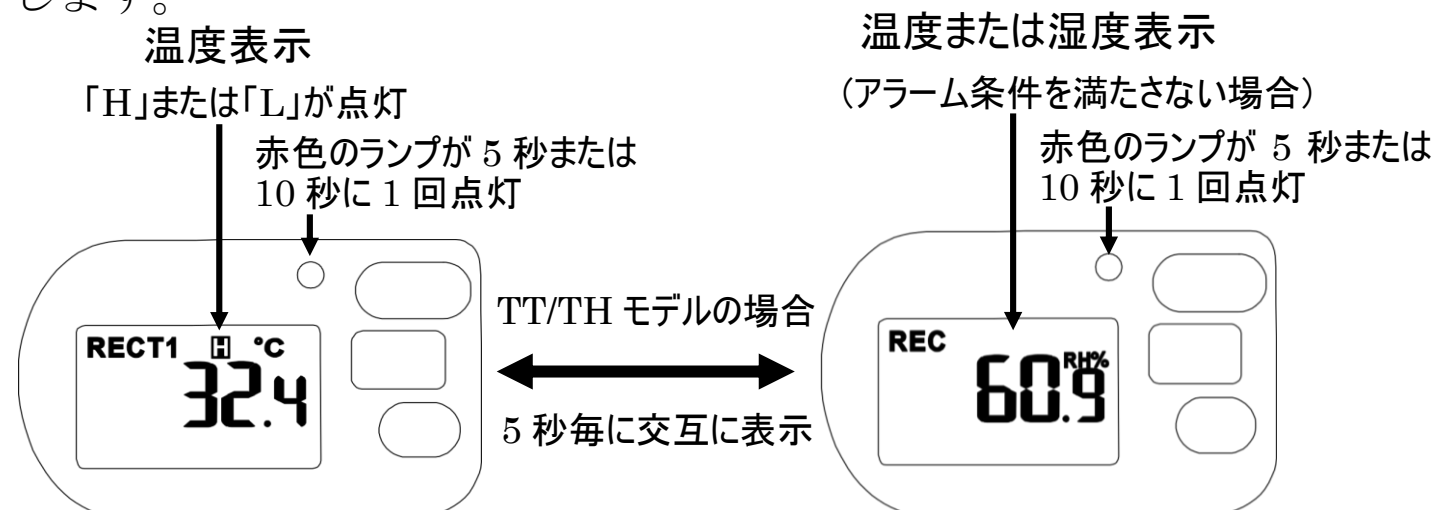 します。
温度表示
「H」または「L」が点灯
赤色のランプが 5 秒または
10 秒に 1 回点灯
RECT1 H °C
32.4
TT/TH モデルの場合
5 秒毎に交互に表示
温度または湿度表示
(アラーム条件を満たさない場合)
赤色のランプが 5 秒または
10 秒に 1 回点灯
REC
60.9 RH%